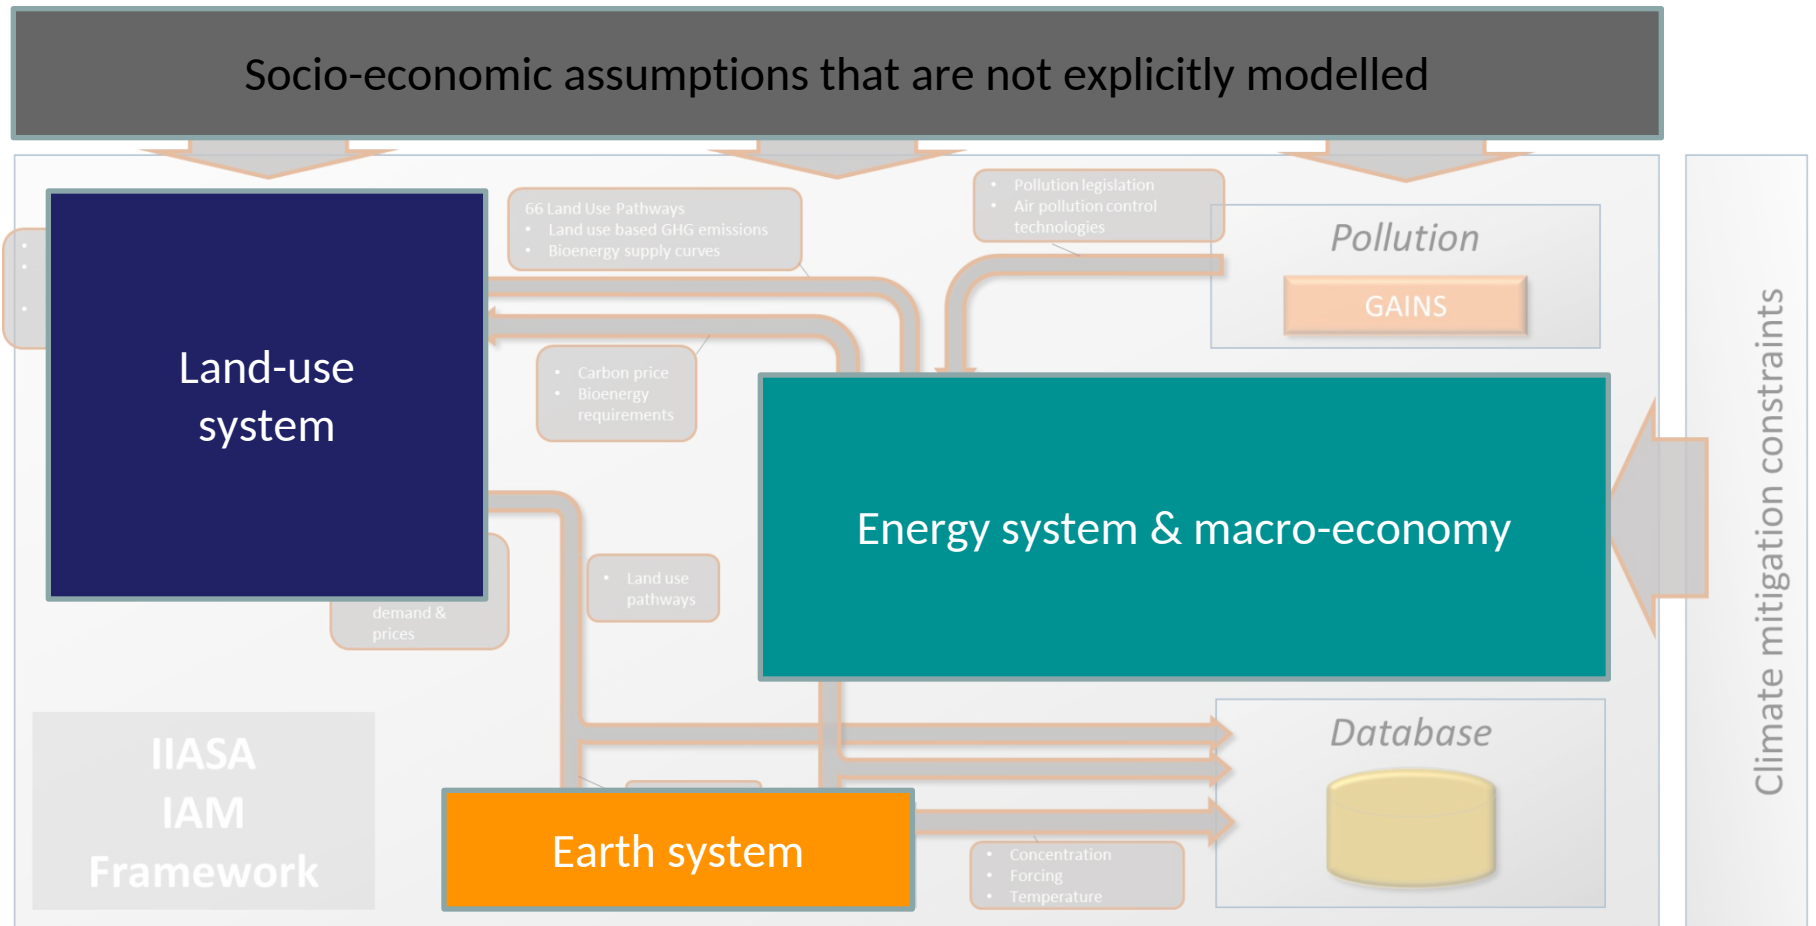 Socio-economic assumptions that are not explicitly modelled
66 Land Use Pathways
• Land use based GHG emissions
• Bioenergy supply curves
• Pollution legislation
• Air pollution control
technologies
Pollution
GAINS
Land-use
system
• Carbon price
• Bioenergy
requirements
Energy system & macro-economy
Climate mitigation constraints
• Land use
pathways
demand &
prices
IIASA
IAM
Framework
Database
Earth system
• Concentration
• Forcing
• Temperature